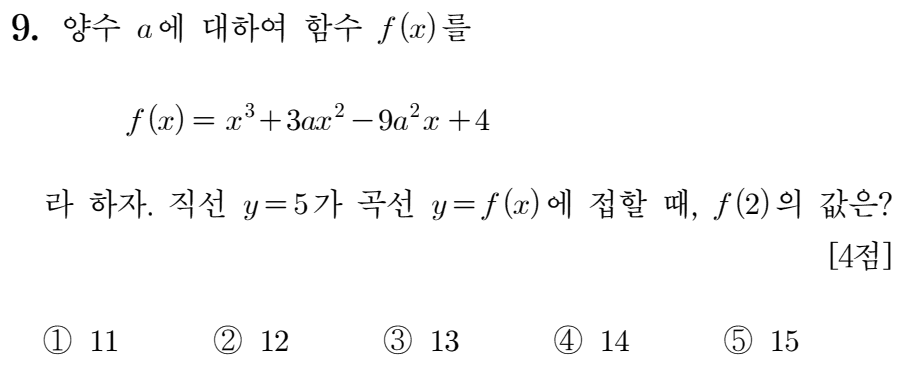 9. 양수 a에 대하여 함수 f(x)를
f(x) = x³+3ax²−9a²x+4
라 하자. 직선 y=5가 곡선 y=f(x)에 접할 때, f(2)의 값은?
[4점]
① 11 ② 12 ③ 13 ④ 14 ⑤ 15